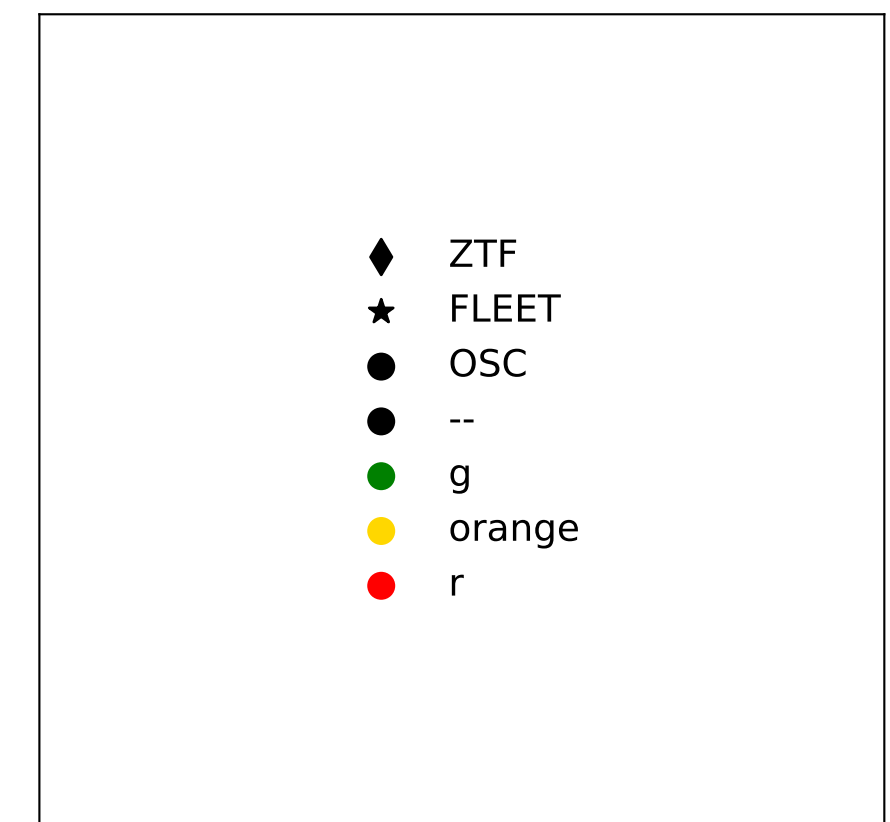 ZTF
FLEET
OSC
--
g
orange
r